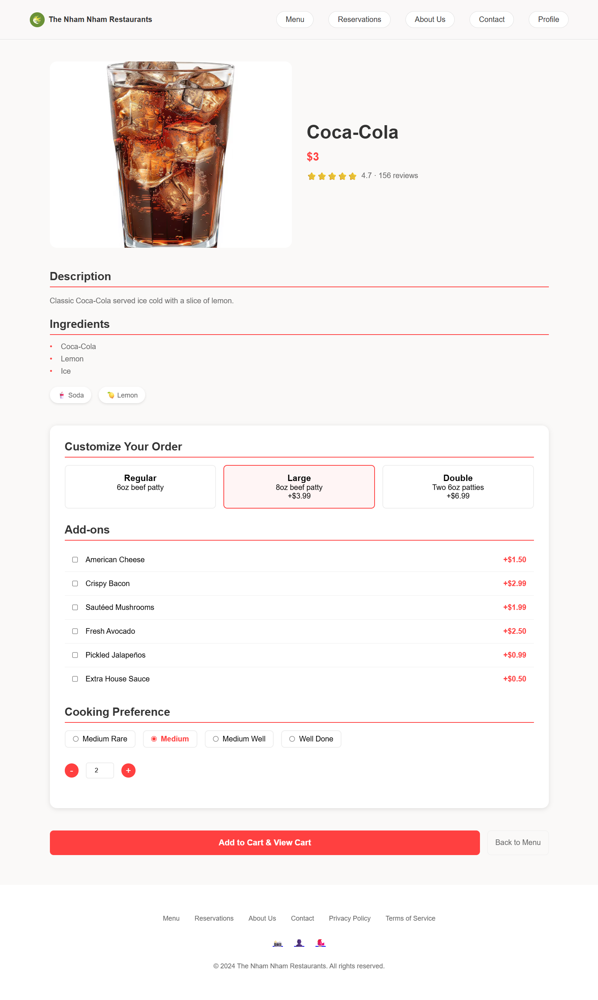 The Nham Nham Restaurants
Menu
Reservations
About Us
Contact
Profile
Coca-Cola
$3
4.7 · 156 reviews
Description
Classic Coca-Cola served ice cold with a slice of lemon.
Ingredients
• Coca-Cola
• Lemon
• Ice
Soda
Lemon
Customize Your Order
Regular
6oz beef patty
Large
8oz beef patty
+$3.99
Double
Two 6oz patties
+$6.99
Add-ons
American Cheese +$1.50
Crispy Bacon +$2.99
Sautéed Mushrooms +$1.99
Fresh Avocado +$2.50
Pickled Jalapeños +$0.99
Extra House Sauce +$0.50
Cooking Preference
Medium Rare
Medium
Medium Well
Well Done
- 2 +
Add to Cart & View Cart
Back to Menu
Menu
Reservations
About Us
Contact
Privacy Policy
Terms of Service
© 2024 The Nham Nham Restaurants. All rights reserved.